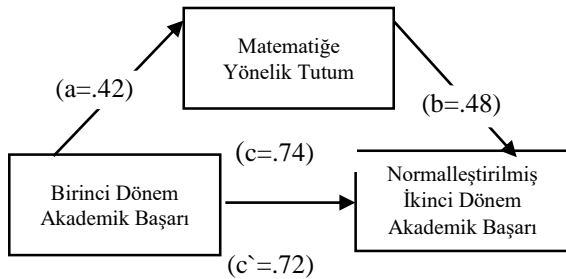 Matematiğe
Yönelik Tutum
(a=.42)
(b=.48)
(c=.74)
Birinci Dönem
Akademik Başarı
Normalleştirilmiş
İkinci Dönem
Akademik Başarı
(c`=.72)